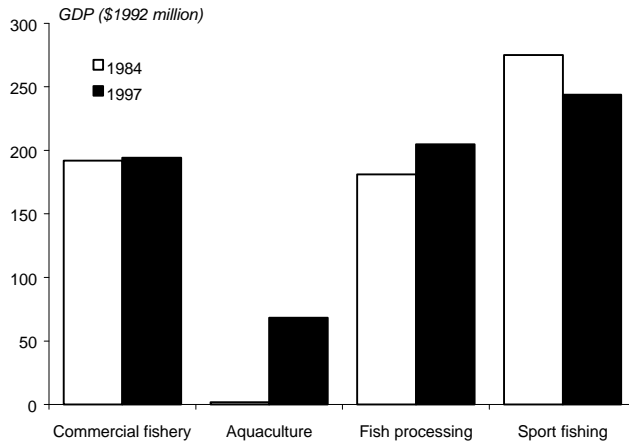 GDP ($1992 million)
300
1984
1997
250
200
150
100
50
0
Commercial fishery
Aquaculture
Fish processing
Sport fishing